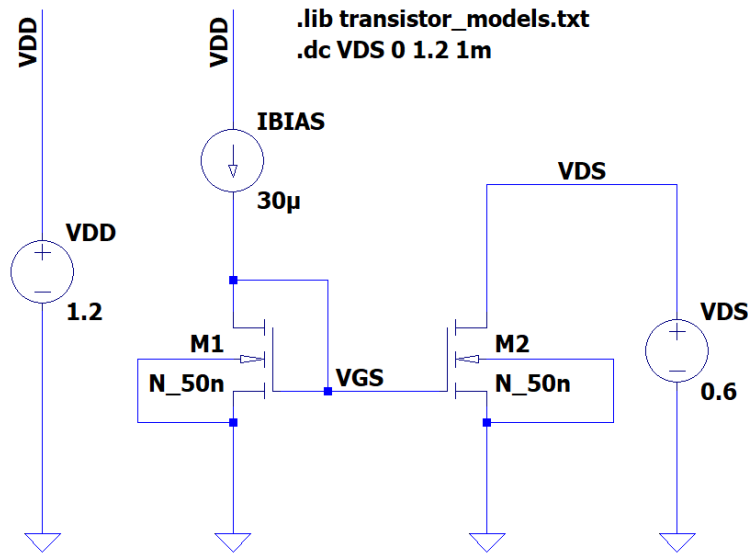 .lib transistor_models.txt
.dc VDS 0 1.2 1m
VDD
VDD
IBIAS
30µ
VDS
VDD
1.2
M1
N_50n
VGS
M2
N_50n
VDS
0.6